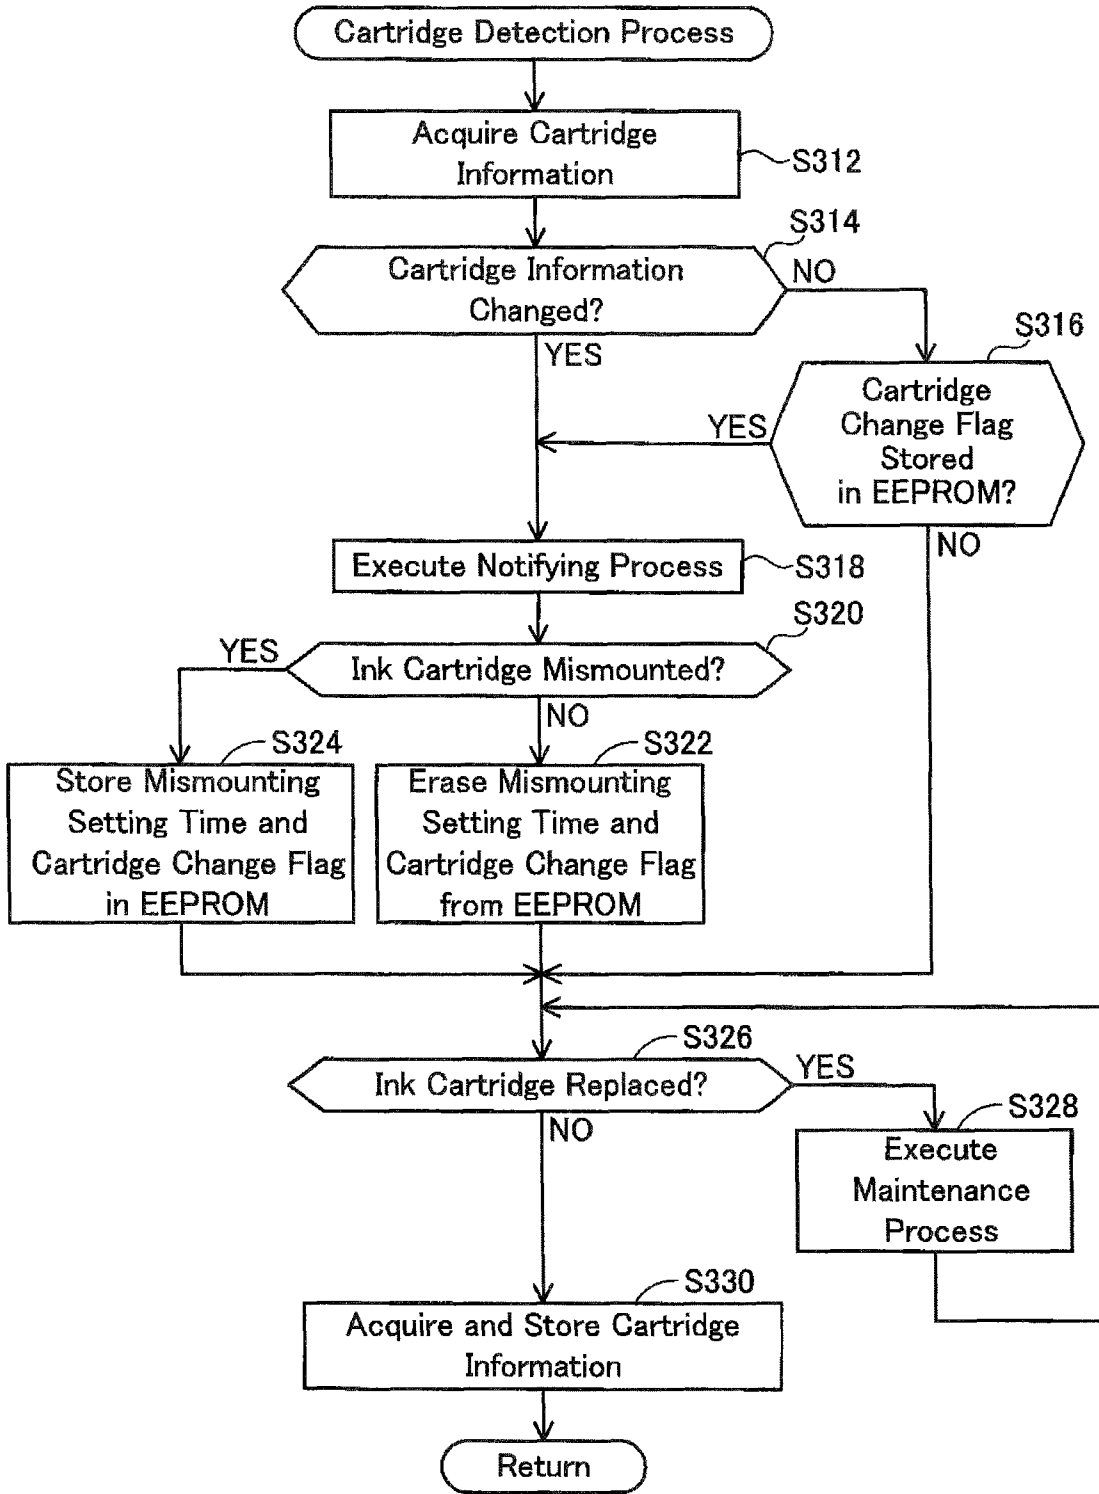 Cartridge Detection Process
Acquire Cartridge
Information
S312
S314
Cartridge Information
Changed?
NO
YES
S316
Cartridge
Change Flag
Stored
in EEPROM?
YES
NO
Execute Notifying Process
S318
S320
Ink Cartridge Mismounted?
YES
NO
S324
Store Mismounting
Setting Time and
Cartridge Change Flag
in EEPROM
S322
Erase Mismounting
Setting Time and
Cartridge Change Flag
from EEPROM
S326
Ink Cartridge Replaced?
YES
NO
S328
Execute
Maintenance
Process
S330
Acquire and Store Cartridge
Information
Return